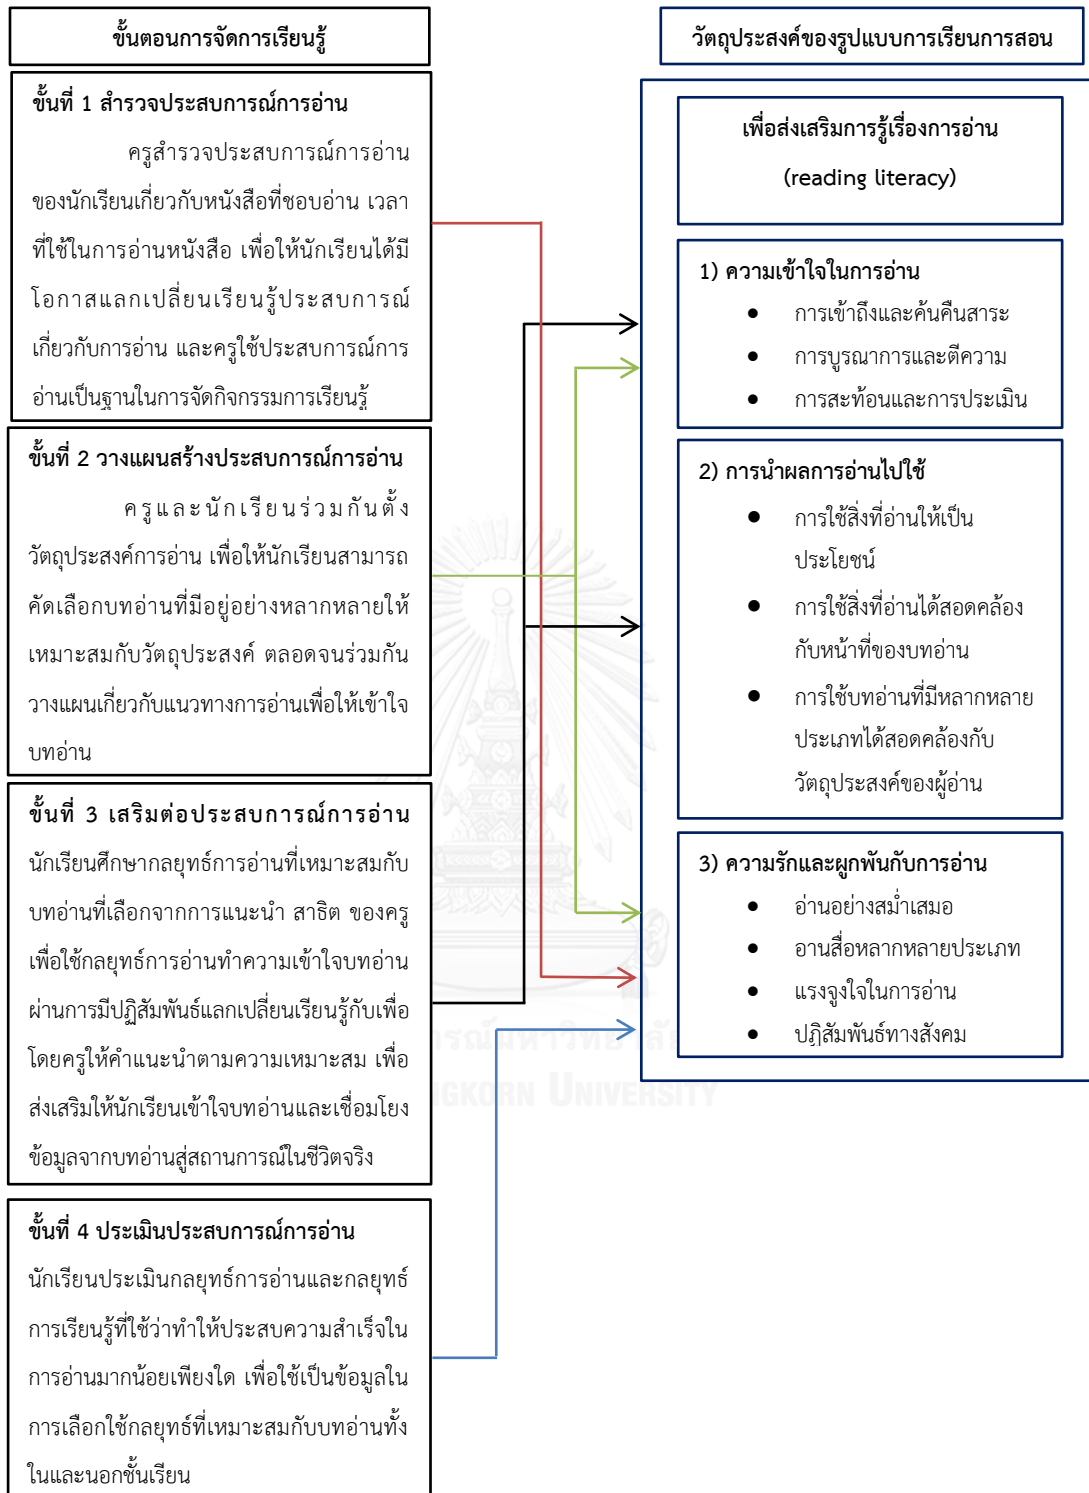 ขั้นตอนการจัดการเรียนรู้
ขั้นที่ 1 สำรวจประสบการณ์การอ่าน
ครูสำรวจประสบการณ์การอ่าน
ของนักเรียนเกี่ยวกับหนังสือที่ชอบอ่าน เวลา
ที่ใช้ในการอ่านหนังสือ เพื่อให้นักเรียนได้มี
โอกาสแลกเปลี่ยนเรียนรู้ประสบการณ์
เกี่ยวกับการอ่าน และครูใช้ประสบการณ์การ
อ่านเป็นฐานในการจัดกิจกรรมการเรียนรู้
ขั้นที่ 2 วางแผนสร้างประสบการณ์การอ่าน
ครูและนักเรียนร่วมกันตั้ง
วัตถุประสงค์การอ่าน เพื่อให้นักเรียนสามารถ
คัดเลือกบทอ่านที่มีอยู่อย่างหลากหลายให้
เหมาะสมกับวัตถุประสงค์ ตลอดจนร่วมกัน
วางแผนเกี่ยวกับแนวทางการอ่านเพื่อให้เข้าใจ
บทอ่าน
ขั้นที่ 3 เสริมต่อประสบการณ์การอ่าน
นักเรียนศึกษากลยุทธ์การอ่านที่เหมาะสมกับ
บทอ่านที่เลือกจากการแนะนำ สาธิต ของครู
เพื่อใช้กลยุทธ์การอ่านทำความเข้าใจบทอ่าน
ผ่านการมีปฏิสัมพันธ์แลกเปลี่ยนเรียนรู้กับเพื่อ
โดยครูให้คำแนะนำตามความเหมาะสม เพื่อ
ส่งเสริมให้นักเรียนเข้าใจบทอ่านและเชื่อมโยง
ข้อมูลจากบทอ่านสู่สถานการณ์ในชีวิตจริง
ขั้นที่ 4 ประเมินประสบการณ์การอ่าน
นักเรียนประเมินกลยุทธ์การอ่านและกลยุทธ์
การเรียนรู้ที่ใช้ว่าทำให้ประสบความสำเร็จใน
การอ่านมากน้อยเพียงใด เพื่อใช้เป็นข้อมูลใน
การเลือกใช้กลยุทธ์ที่เหมาะสมกับบทอ่านทั้ง
ในและนอกชั้นเรียน
วัตถุประสงค์ของรูปแบบการเรียนการสอน
เพื่อส่งเสริมการรู้เรื่องการอ่าน
(reading literacy)
1) ความเข้าใจในการอ่าน
● การเข้าถึงและค้นคืนสาระ
● การบูรณาการและตีความ
● การสะท้อนและการประเมิน
2) การนำผลการอ่านไปใช้
● การใช้สิ่งที่อ่านให้เป็น
ประโยชน์
● การใช้สิ่งที่อ่านได้สอดคล้อง
กับหน้าที่ของบทอ่าน
● การใช้บทอ่านที่มีหลากหลาย
ประเภทได้สอดคล้องกับ
วัตถุประสงค์ของผู้อ่าน
3) ความรักและผูกพันกับการอ่าน
● อ่านอย่างสม่ำเสมอ
● อานสื่อหลากหลายประเภท
● แรงจูงใจในการอ่าน
● ปฏิสัมพันธ์ทางสังคม
UNIVERSITY